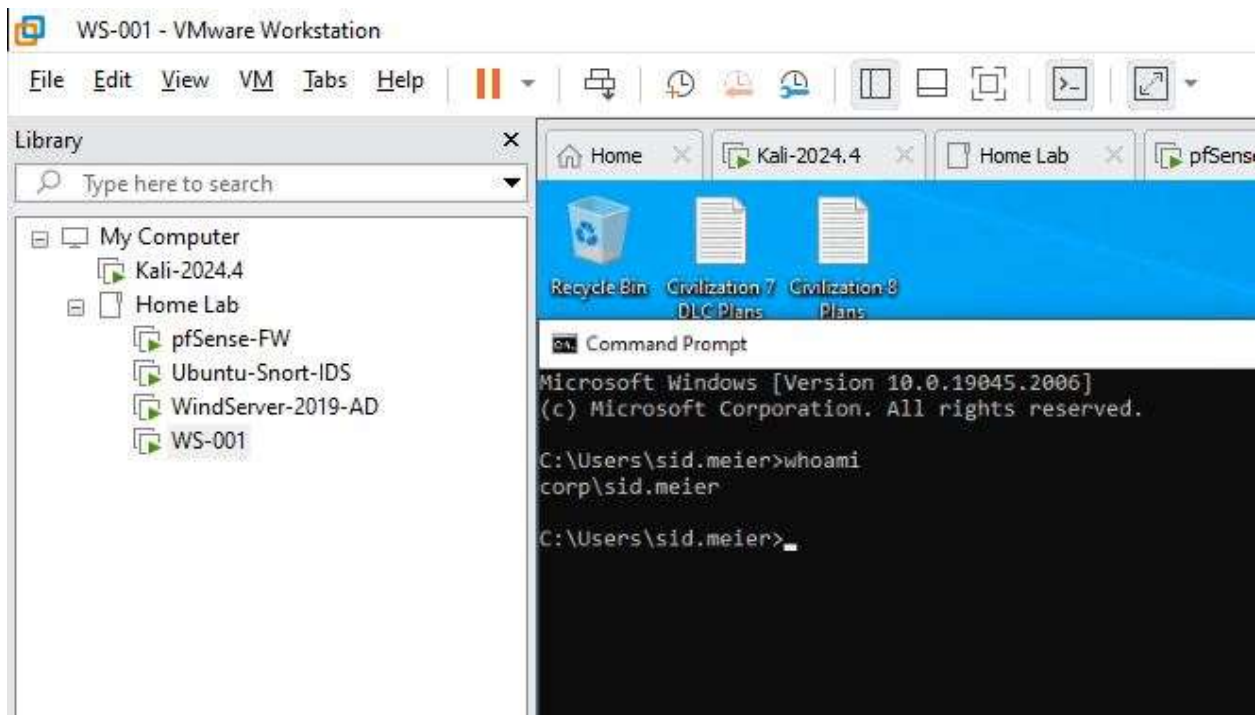 WS-001 - VMware Workstation
File Edit View VM Tabs Help
Library
Type here to search
My Computer
Kali-2024.4
Home Lab
pfSense-FW
Ubuntu-Snort-IDS
WindServer-2019-AD
WS-001
Home Kali-2024.4 Home Lab pfSens
Recycle Bin
Civilization 7
DLC Plans
Civilization 8
Plans
Command Prompt
Microsoft Windows [Version 10.0.19045.2006]
(c) Microsoft Corporation. All rights reserved.
C:\Users\sid.meier>whoami
corp\sid.meier
C:\Users\sid.meier>